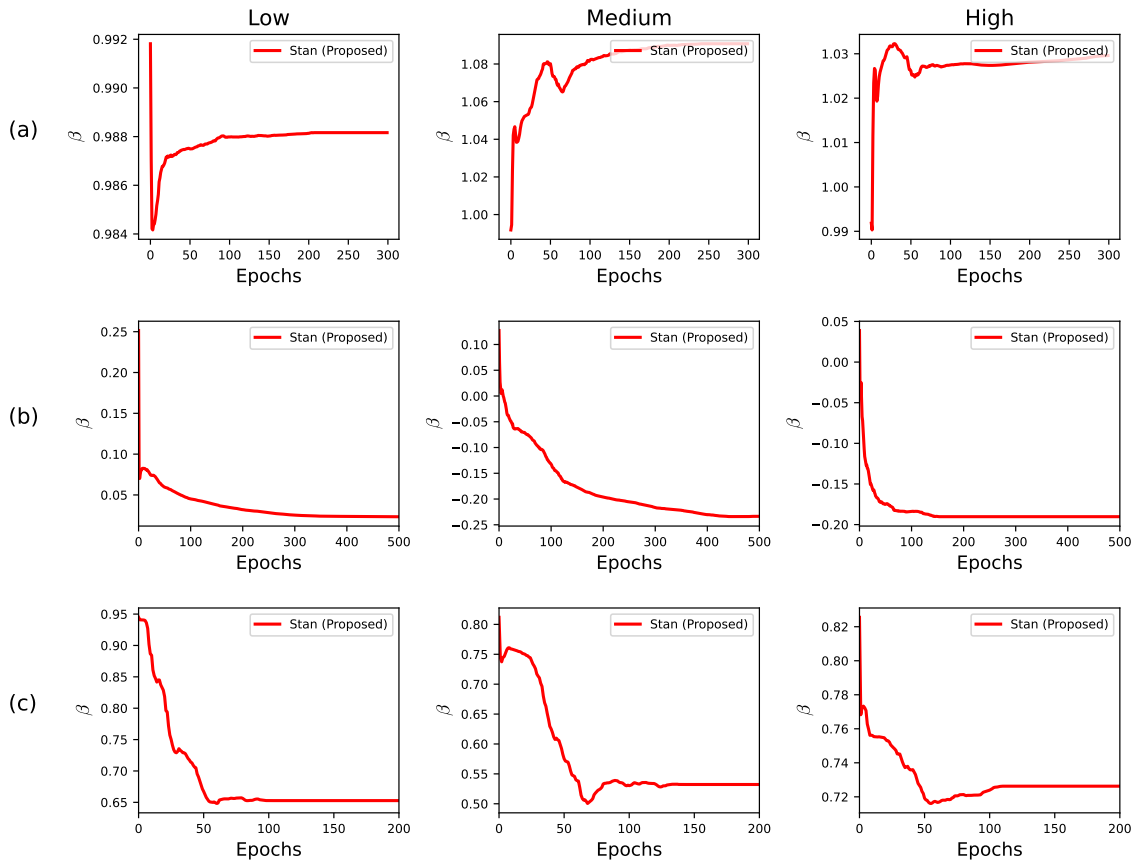 Low
Medium
High
(a)
0.992
0.990
0.988
0.986
0.984
β
Stan (Proposed)
0 50 100 150 200 250 300
Epochs
1.08
1.06
1.04
1.02
1.00
β
Stan (Proposed)
0 50 100 150 200 250 300
Epochs
1.03
1.02
1.01
1.00
0.99
β
Stan (Proposed)
0 50 100 150 200 250 300
Epochs
(b)
0.25
0.20
0.15
0.10
0.05
β
Stan (Proposed)
0 100 200 300 400 500
Epochs
0.10
0.05
0.00
−0.05
−0.10
−0.15
−0.20
−0.25
β
Stan (Proposed)
0 100 200 300 400 500
Epochs
0.05
0.00
−0.05
−0.10
−0.15
−0.20
β
Stan (Proposed)
0 100 200 300 400 500
Epochs
(c)
0.95
0.90
0.85
0.80
0.75
0.70
0.65
β
Stan (Proposed)
0 50 100 150 200
Epochs
0.80
0.75
0.70
0.65
0.60
0.55
0.50
β
Stan (Proposed)
0 50 100 150 200
Epochs
0.82
0.80
0.78
0.76
0.74
0.72
β
Stan (Proposed)
0 50 100 150 200
Epochs